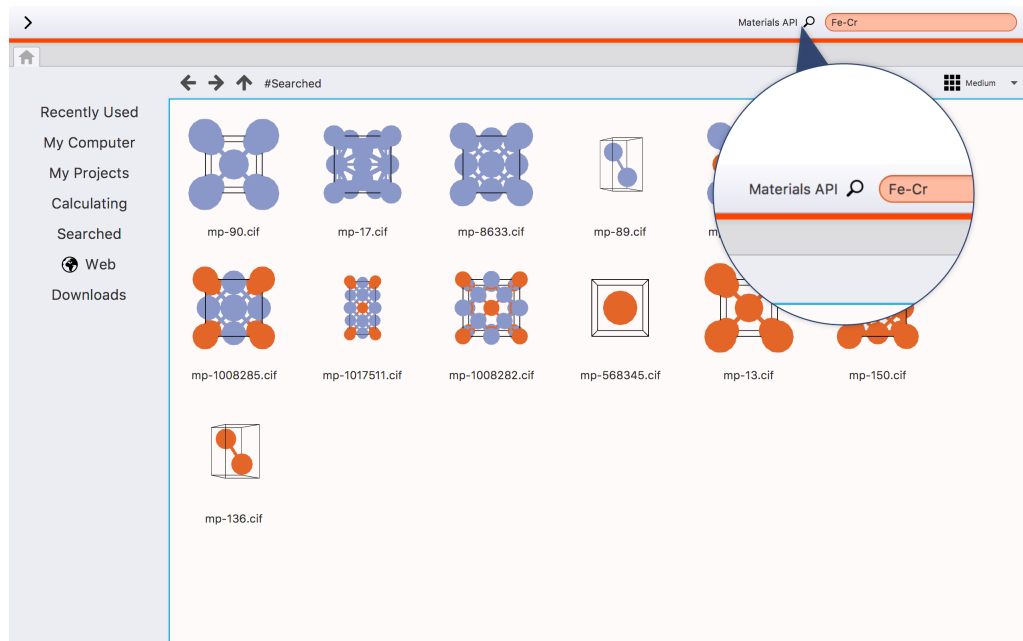 Materials API Fe-Cr
#Searched
Medium
Recently Used
My Computer
My Projects
Calculating
Searched
Web
Downloads
Materials API Fe-Cr
mp-90.cif mp-17.cif mp-8633.cif mp-89.cif
mp-1008285.cif mp-1017511.cif mp-1008282.cif mp-568345.cif mp-13.cif mp-150.cif
mp-136.cif